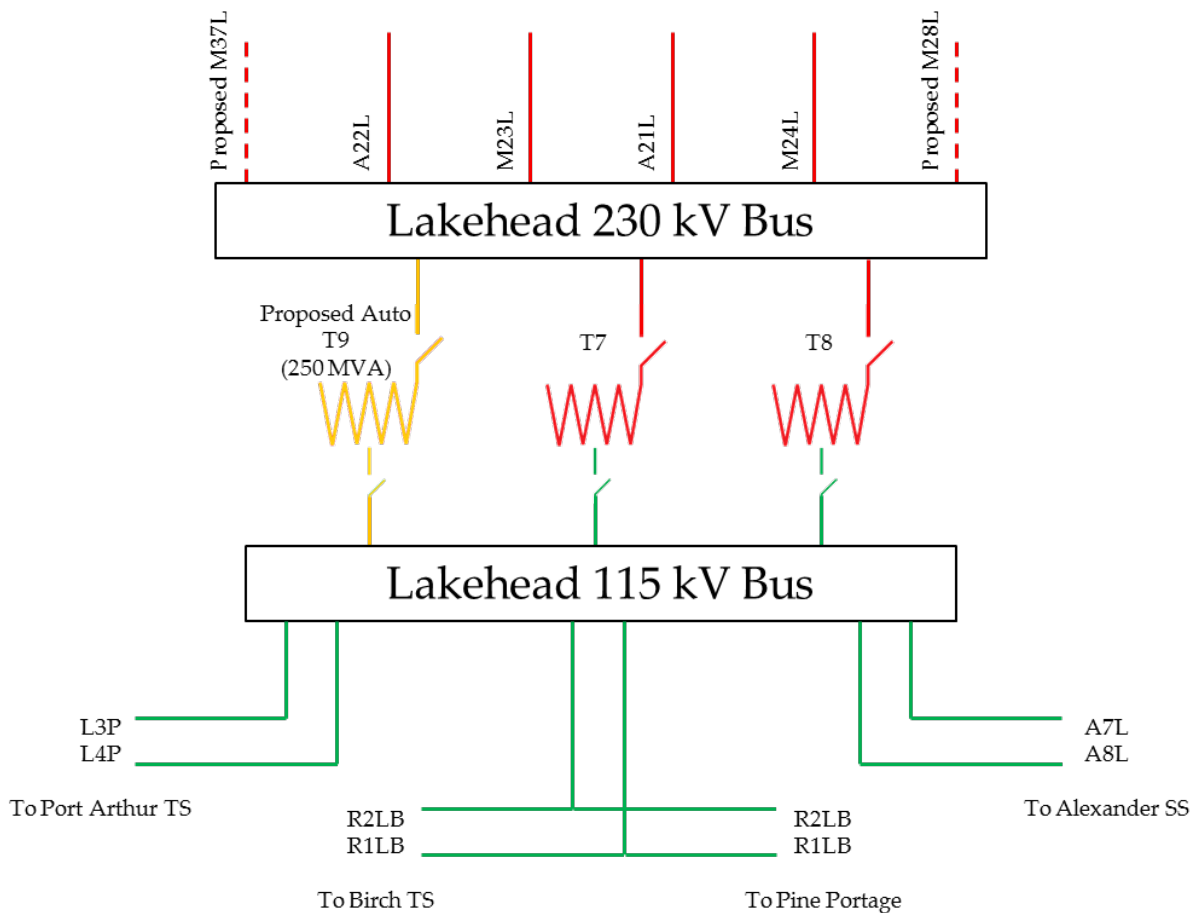 Proposed M37L
A22L
M23L
A21L
M24L
Proposed M28L
Lakehead 230 kV Bus
Proposed Auto
T9
(250 MVA)
T7
T8
Lakehead 115 kV Bus
L3P
L4P
To Port Arthur TS
A7L
A8L
To Alexander SS
R2LB
R1LB
To Birch TS
R2LB
R1LB
To Pine Portage